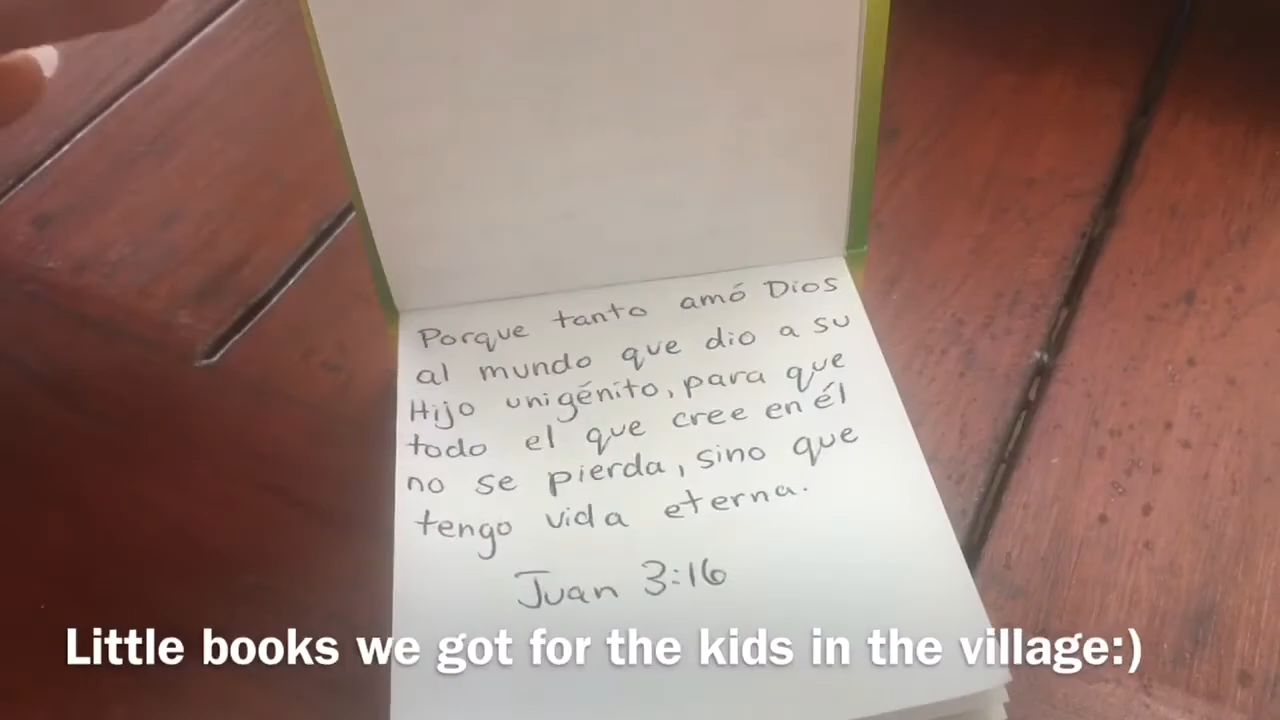 Porque tanto amó Dios
al mundo que dio a su
Hijo unigénito, para que
todo el que cree en él
no se pierda, sino que
tengo vida eterna.
Juan 3:16
Little books we got for the kids in the village:)